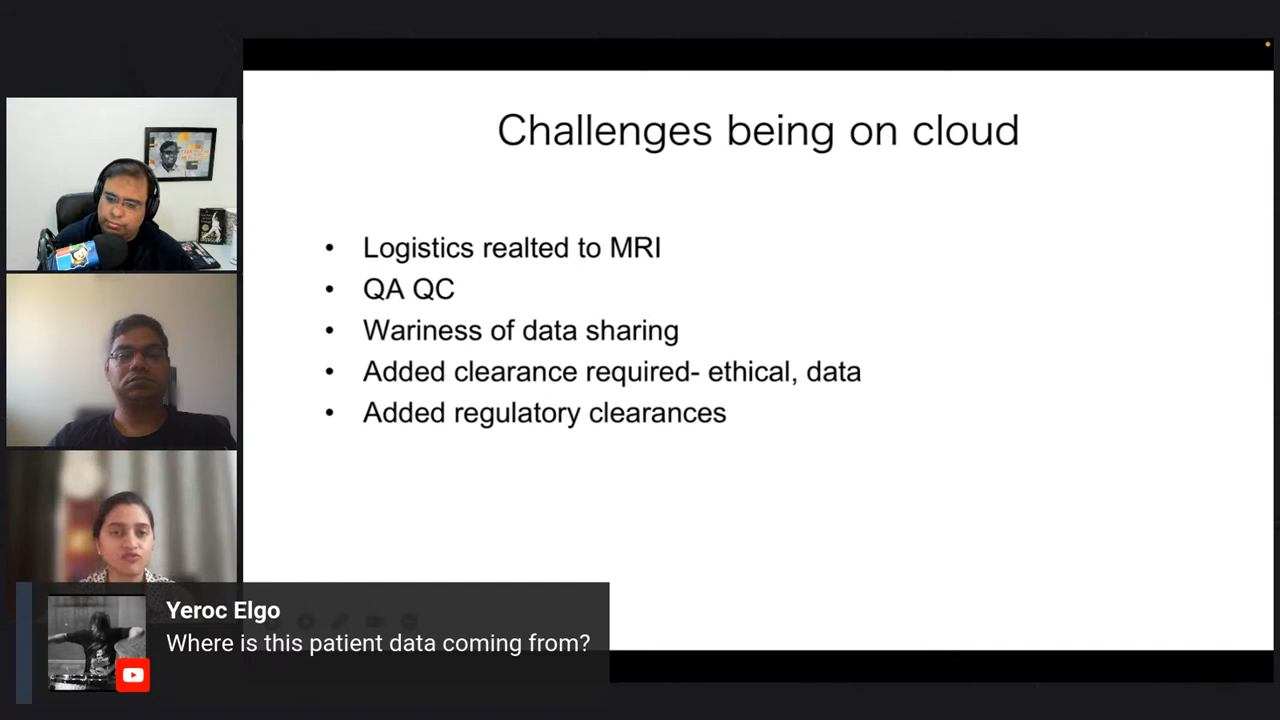 Challenges being on cloud
• Logistics realted to MRI
• QA QC
• Wariness of data sharing
• Added clearance required- ethical, data
• Added regulatory clearances
Yeroc Elgo
Where is this patient data coming from?